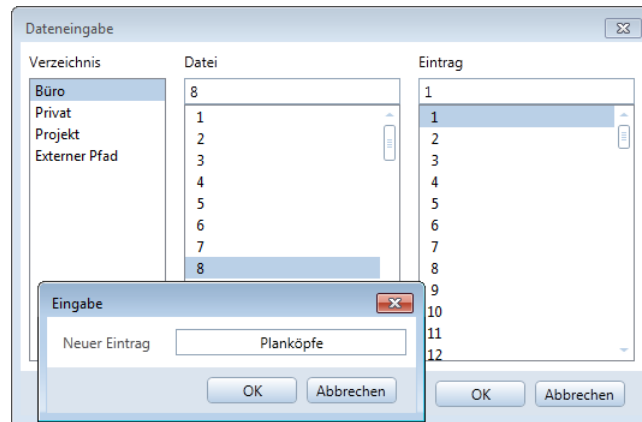 Dateneingabe
Verzeichnis Datei Eintrag
Büro 8 1
Privat 1 1
Projekt 2 2
Externer Pfad 3 3
4 4
5 5
6 6
7 7
8 8
Eingabe 9
10
Neuer Eintrag Planköpfe 11
12
OK Abbrechen OK Abbrechen